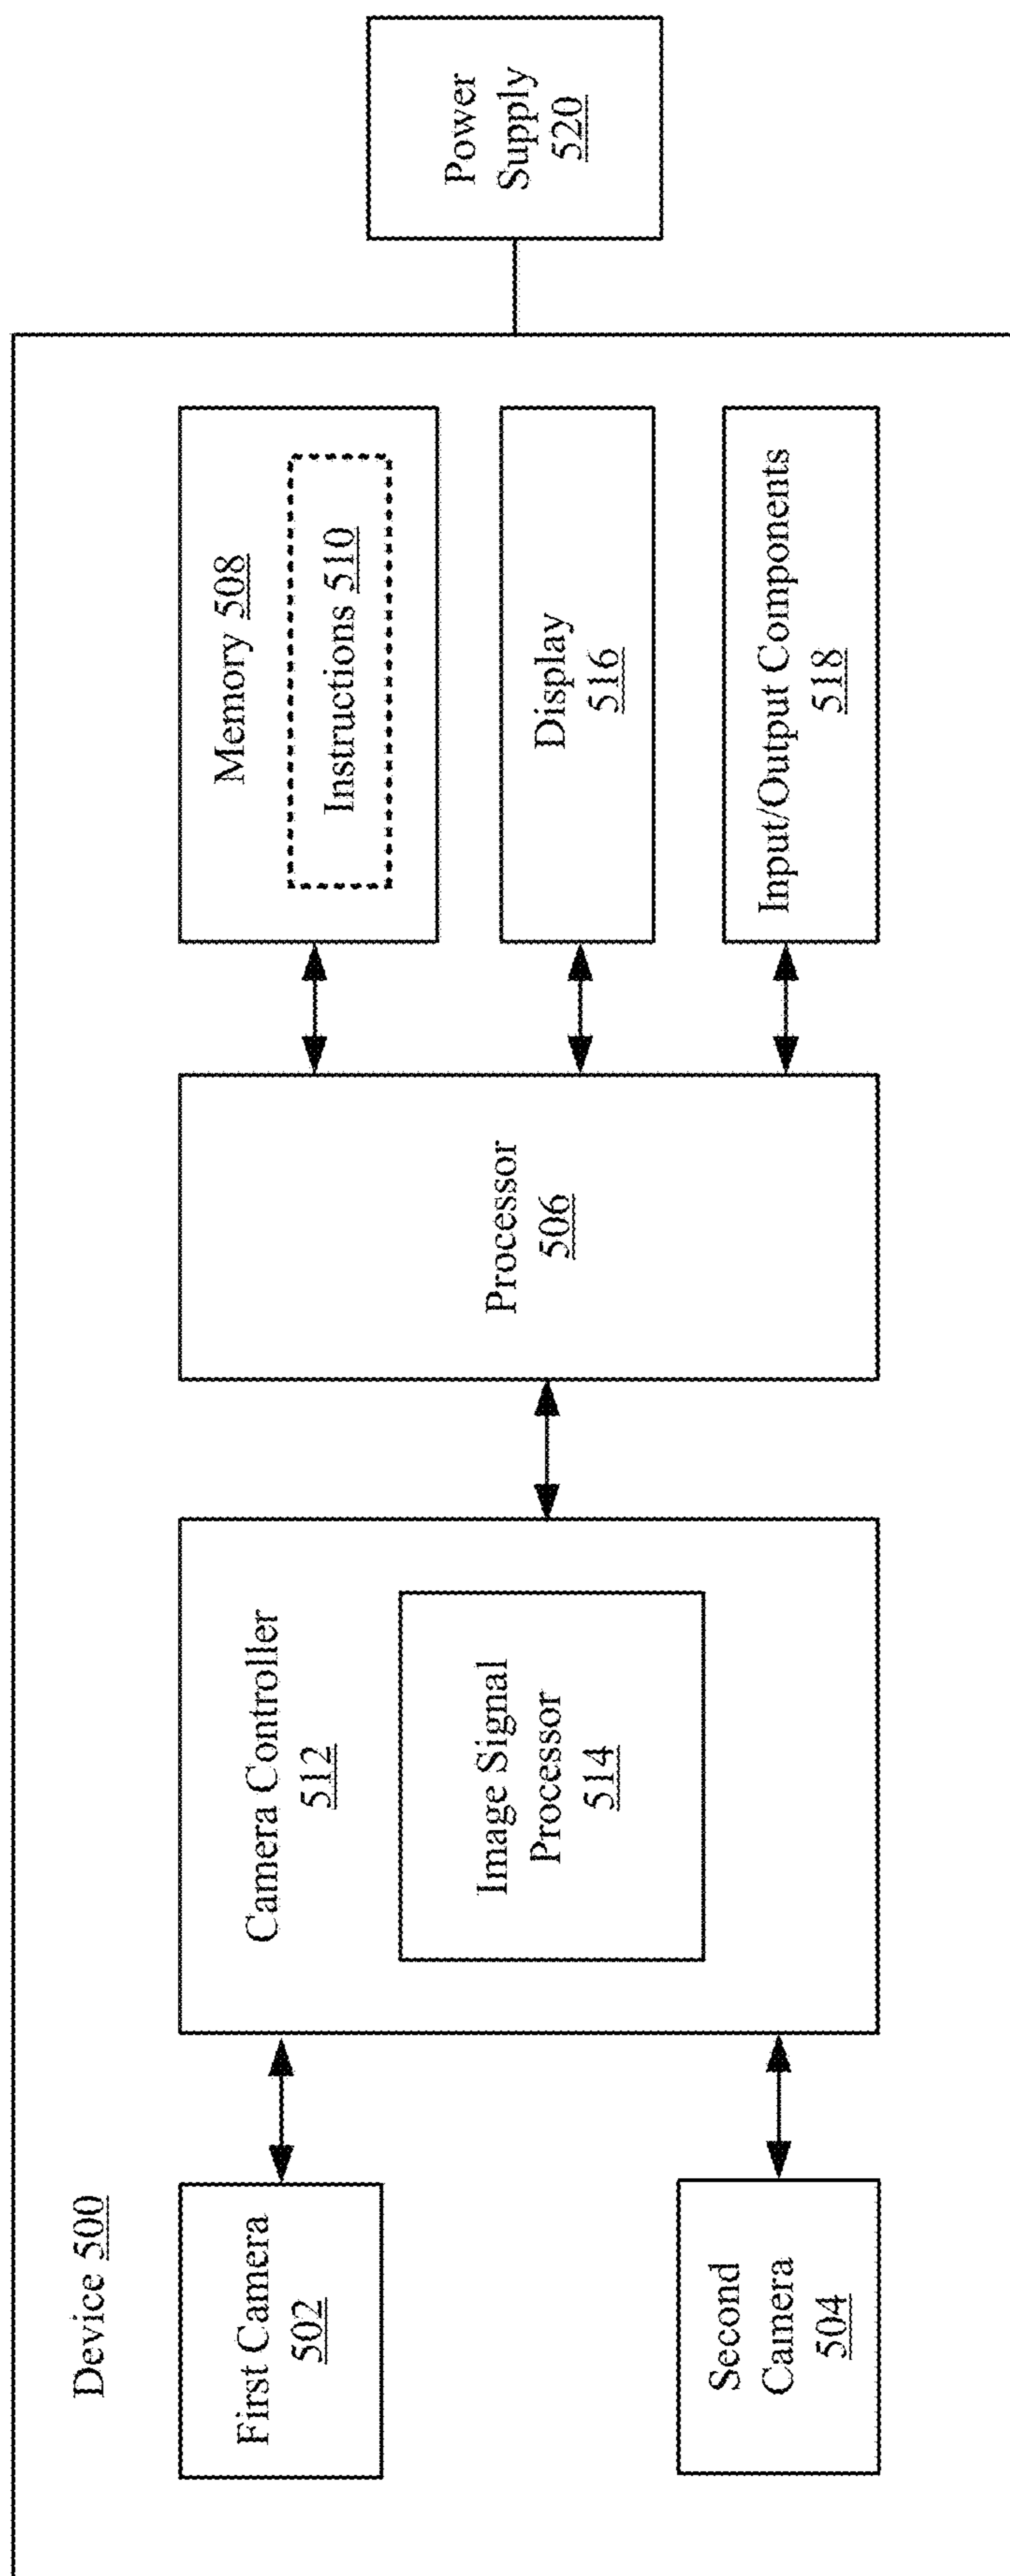 Device 500
First Camera
502
Second
Camera
504
Camera Controller
512
Image Signal
Processor
514
Processor
506
Memory 508
Instructions 510
Display
516
Input/Output Components
518
Power
Supply
520